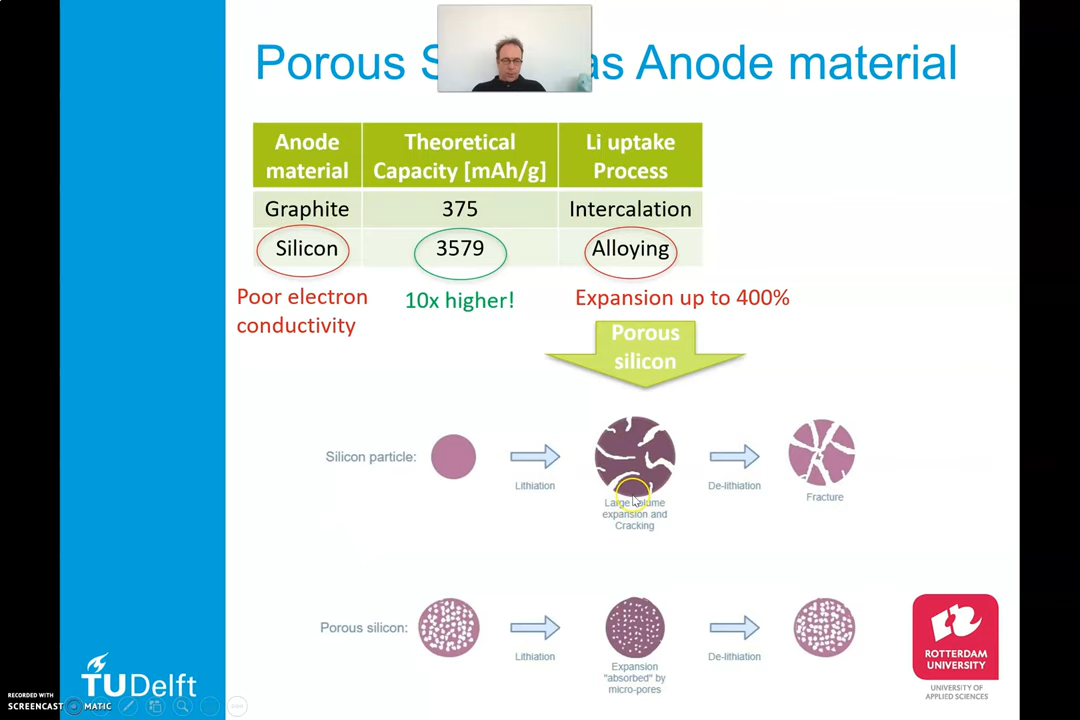 Porous S as Anode material
Anode
material
Theoretical
Capacity [mAh/g]
Li uptake
Process
Graphite 375 Intercalation
Silicon 3579 Alloying
Poor electron
conductivity
10x higher!
Expansion up to 400%
Porous
silicon
Silicon particle:
Lithiation
Large volume
expansion and
Cracking
De-lithiation
Fracture
Porous silicon:
Lithiation
Expansion
"absorbed" by
micro-pores
De-lithiation
TUDelft
ROTTERDAM
UNIVERSITY
UNIVERSITY
OF APPLIED SCIENCES
RECORDED WITH
SCREENCAST MATIC